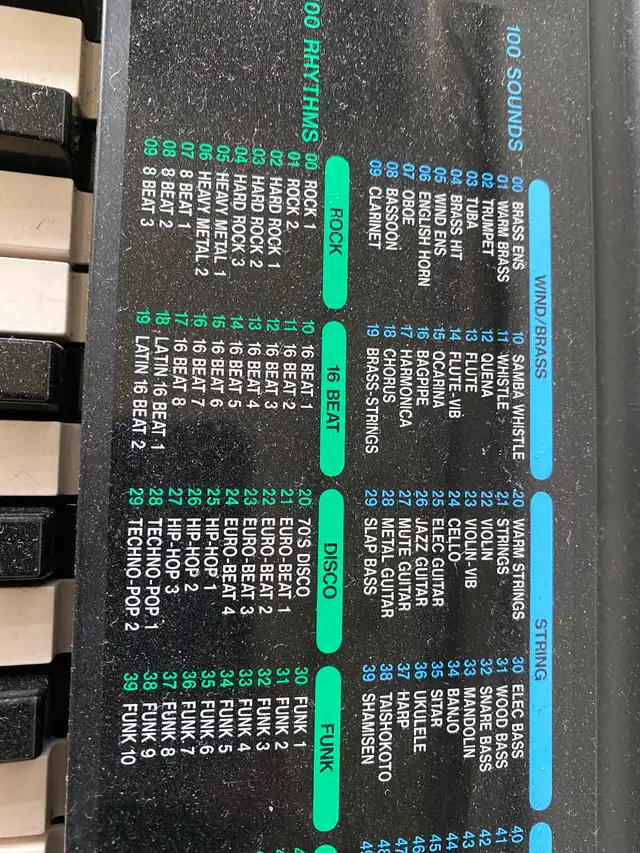 100 SOUNDS
WIND/BRASS
00 BRASS ENS
01 WARM BRASS
02 TRUMPET
03 TUBA
04 BRASS HIT
05 WIND ENS
06 ENGLISH HORN
07 OBOE
08 BASSOON
09 CLARINET
10 SAMBA WHISTLE
11 WHISTLE
12 QUENA
13 FLUTE
14 FLUTE-VIB
15 OCARINA
16 BAGPIPE
17 HARMONICA
18 CHORUS
19 BRASS-STRINGS
STRING
20 WARM STRINGS
21 STRINGS
22 VIOLIN
23 VIOLIN-VIB
24 CELLO
25 ELEC GUITAR
26 JAZZ GUITAR
27 MUTE GUITAR
28 METAL GUITAR
29 SLAP BASS
30 ELEC BASS
31 WOOD BASS
32 SNARE BASS
33 MANDOLIN
34 BANJO
35 SITAR
36 UKULELE
37 HARP
38 TAISHOKOTO
39 SHAMISEN
40
41
42
43
44
45
46
47
48
49
00 RHYTHMS
ROCK
00 ROCK 1
01 ROCK 2
02 HARD ROCK 1
03 HARD ROCK 2
04 HARD ROCK 3
05 HEAVY METAL 1
06 HEAVY METAL 2
07 8 BEAT 1
08 8 BEAT 2
09 8 BEAT 3
16 BEAT
10 16 BEAT 1
11 16 BEAT 2
12 16 BEAT 3
13 16 BEAT 4
14 16 BEAT 5
15 16 BEAT 6
16 16 BEAT 7
17 16 BEAT 8
18 LATIN 16 BEAT 1
19 LATIN 16 BEAT 2
DISCO
20 70'S DISCO
21 EURO-BEAT 1
22 EURO-BEAT 2
23 EURO-BEAT 3
24 EURO-BEAT 4
25 HIP-HOP 1
26 HIP-HOP 2
27 HIP-HOP 3
28 TECHNO-POP 1
29 TECHNO-POP 2
FUNK
30 FUNK 1
31 FUNK 2
32 FUNK 3
33 FUNK 4
34 FUNK 5
35 FUNK 6
36 FUNK 7
37 FUNK 8
38 FUNK 9
39 FUNK 10